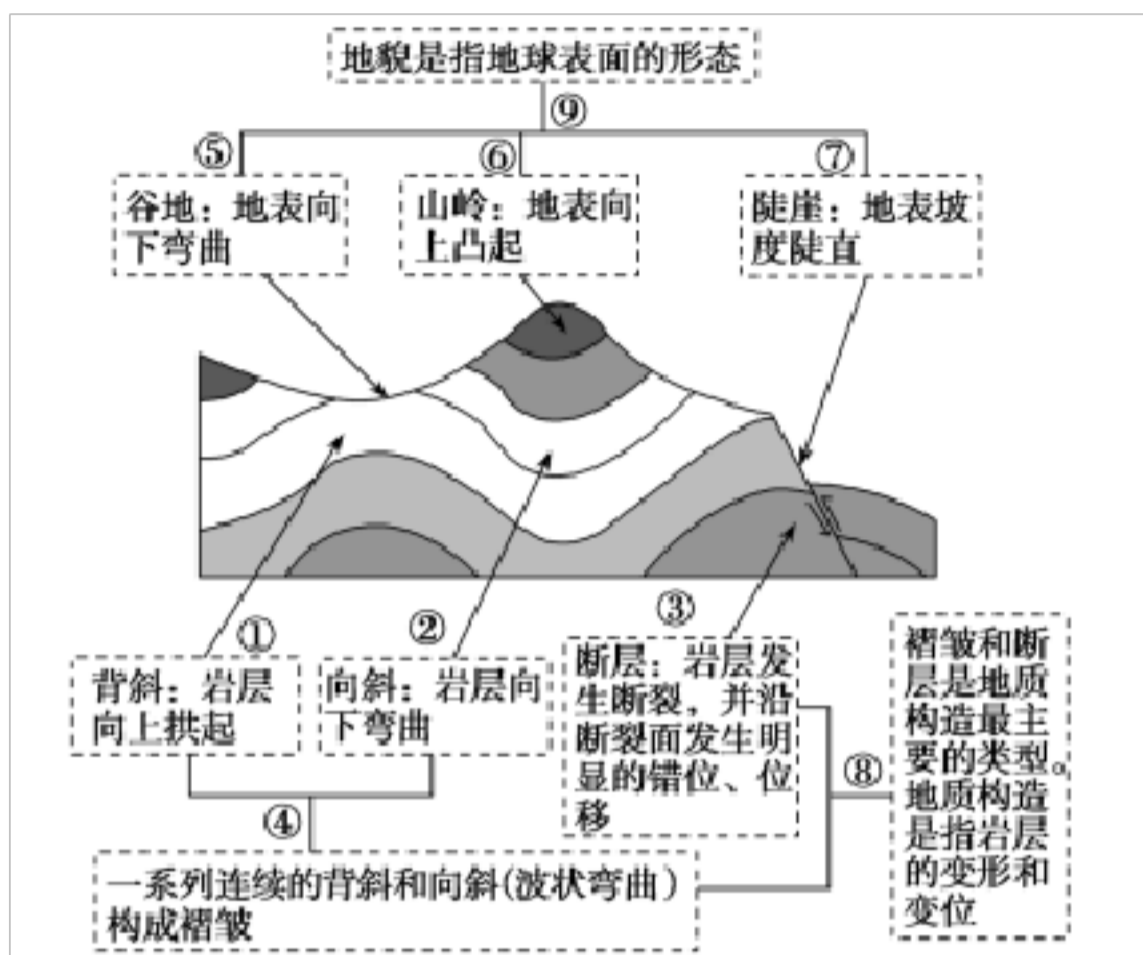 地貌是指地球表面的形态
⑨
⑤
⑥
⑦
谷地：地表向
下弯曲
山岭：地表向
上凸起
陡崖：地表坡
度陡直
①
②
③
背斜：岩层
向上拱起
向斜：岩层向
下弯曲
断层：岩层发
生断裂，并沿
断裂面发生明
显的错位、位
移
④
一系列连续的背斜和向斜(波状弯曲)
构成褶皱
⑧
褶皱和断
层是地质
构造最主
要的类型。
地质构造
是指岩层
的变形和
变位